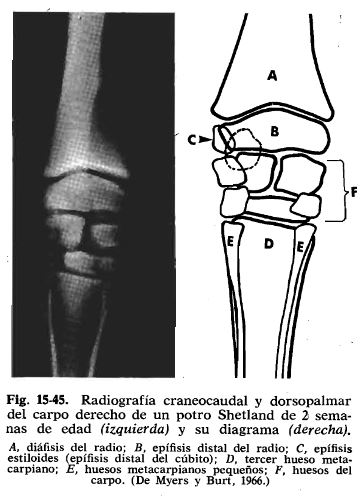 A
B
C
F
E
D
E
Fig. 15-45. Radiografía craneocaudal y dorsopalmar
del carpo derecho de un potro Shetland de 2 sema-
nas de edad (izquierda) y su diagrama (derecha).
A, diáfisis del radio; B, epífisis distal del radio; C, epífisis
estiloides (epífisis distal del cúbito); D, tercer hueso meta-
carpiano; E, huesos metacarpianos pequeños; F, huesos del
carpo. (De Myers y Burt, 1966.)